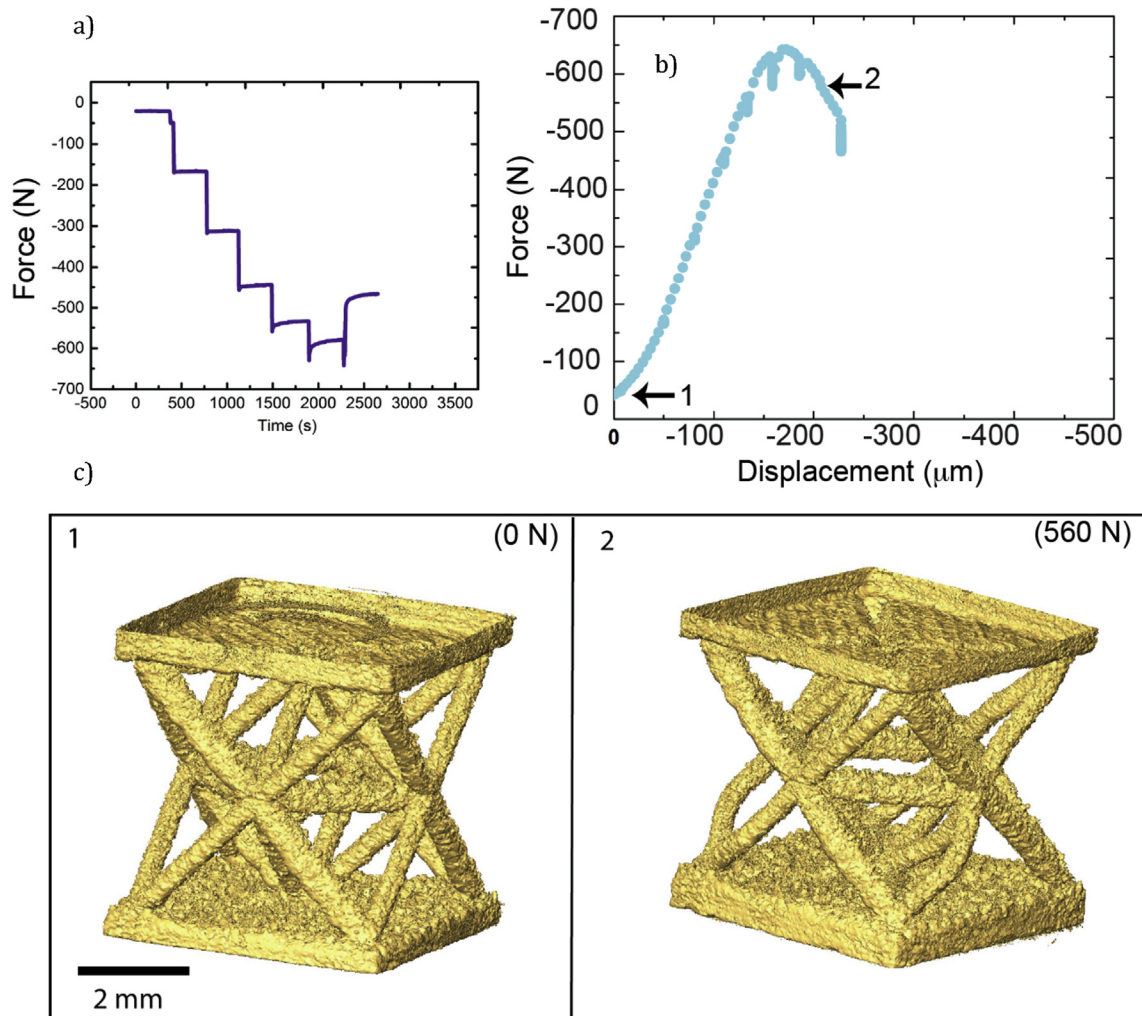 a)
0
-100
-200
-300
-400
-500
-600
-700
Force (N)
-500 0 500 1000 1500 2000 2500 3000 3500
Time (s)
b)
-700
-600
-500
-400
-300
-200
-100
0
Force (N)
2
1
0 -100 -200 -300 -400 -500
Displacement (μm)
c)
1 (0 N)
2 (560 N)
2 mm